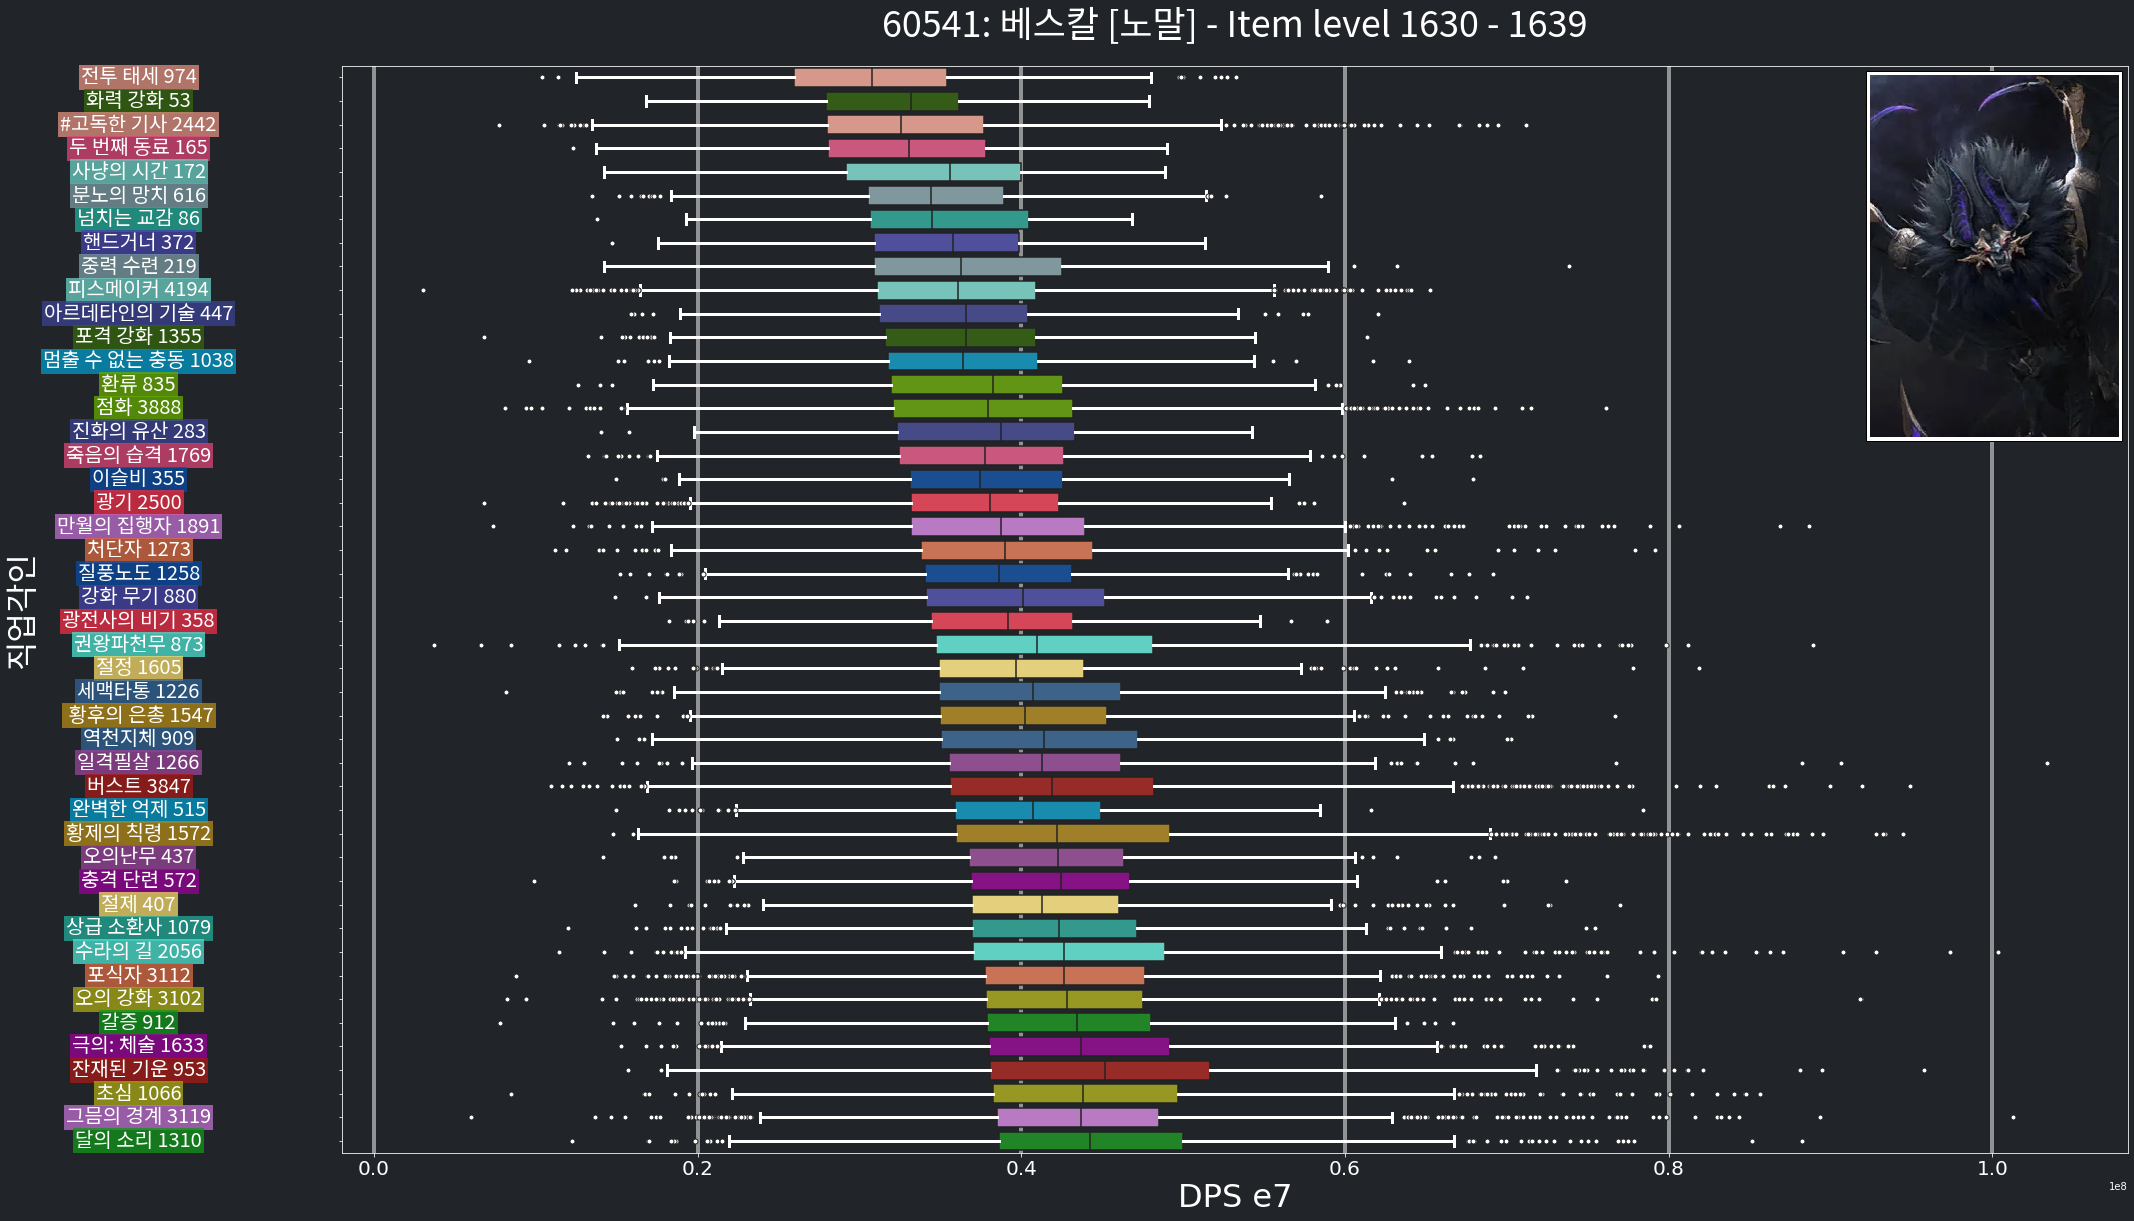 60541: 베스칼 [노말] - Item level 1630 - 1639
전투 태세 974
화력 강화 53
#고독한 기사 2442
두 번째 동료 165
사냥의 시간 172
분노의 망치 616
넘치는 교감 86
핸드거너 372
중력 수련 219
피스메이커 4194
아르데타인의 기술 447
포격 강화 1355
멈출 수 없는 충동 1038
환류 835
점화 3888
진화의 유산 283
죽음의 습격 1769
이슬비 355
광기 2500
만월의 집행자 1891
처단자 1273
질풍노도 1258
강화 무기 880
광전사의 비기 358
권왕파천무 873
절정 1605
세맥타통 1226
황후의 은총 1547
역천지체 909
일격필살 1266
버스트 3847
완벽한 억제 515
황제의 칙령 1572
오의난무 437
충격 단련 572
절제 407
상급 소환사 1079
수라의 길 2056
포식자 3112
오의 강화 3102
갈증 912
극의: 체술 1633
잔재된 기운 953
초심 1066
그믐의 경계 3119
달의 소리 1310
직업각인
0.0 0.2 0.4 0.6 0.8 1.0
DPS e7
1e8